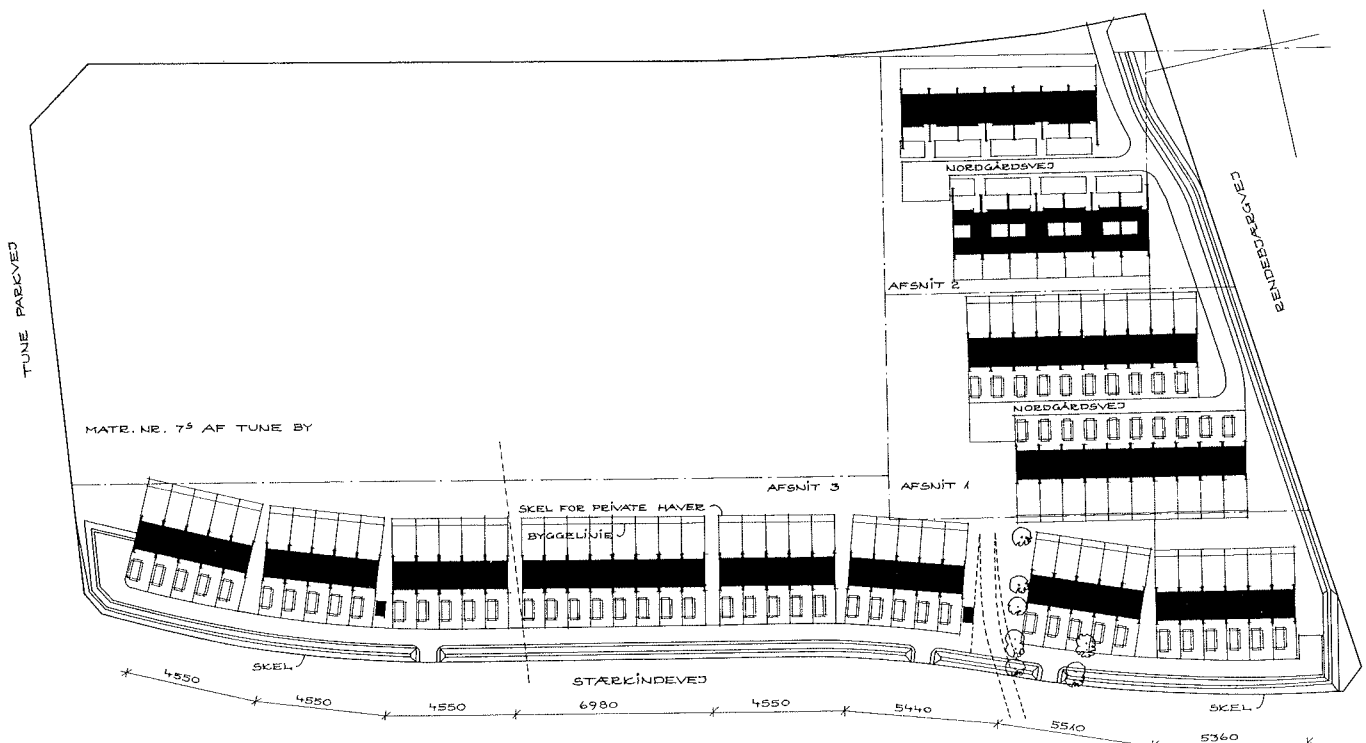 NORDGÅRDSVEJ
RENDEBJÆRGVEJ
TUNE PARKVEJ
AFSNIT 2
NORDGÅRDSVEJ
MATR. NR. 7S AF TUNE BY
AFSNIT 3
AFSNIT 1
SKEL FOR PRIVATE HAVER
BYGGELINIE
SKEL
STÆRKINDEVEJ
SKEL
4550
4550
4550
6980
4550
5440
5510
5360